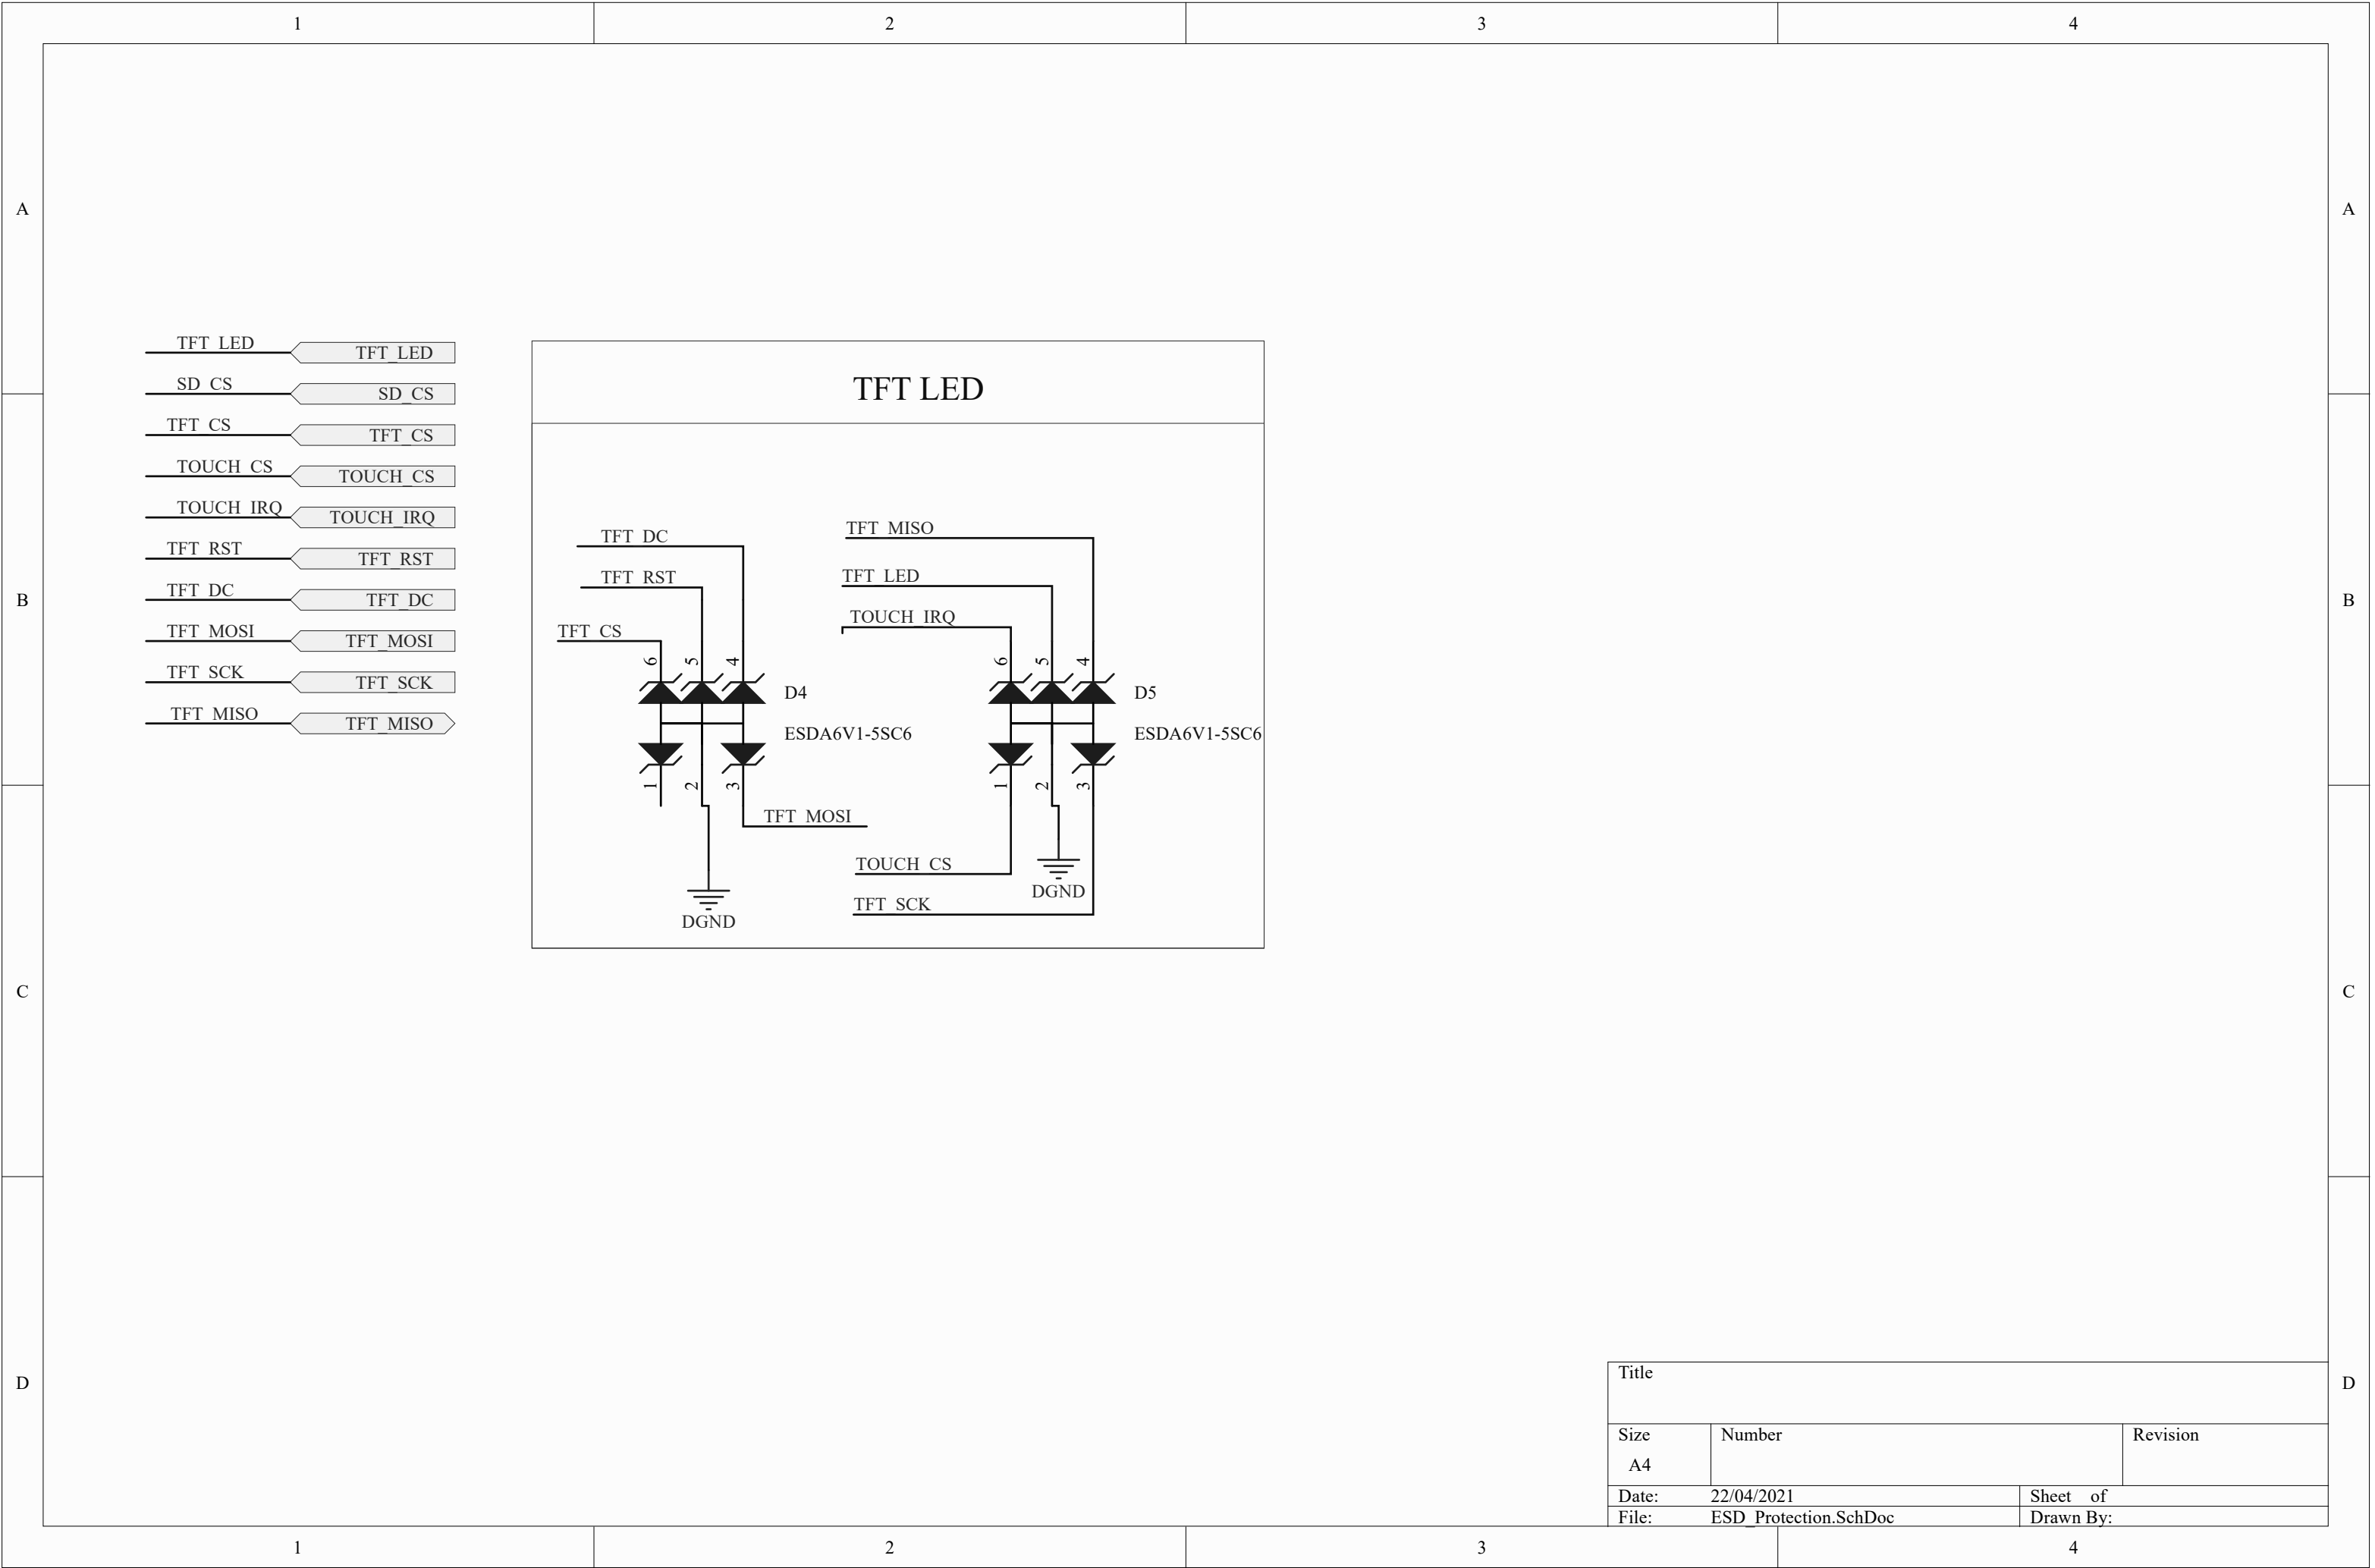 1 2 3 4
A A
TFT_LED TFT_LED
SD_CS SD_CS
TFT_CS TFT_CS
TOUCH_CS TOUCH_CS
TOUCH_IRQ TOUCH_IRQ
TFT_RST TFT_RST
TFT_DC TFT_DC
TFT_MOSI TFT_MOSI
TFT_SCK TFT_SCK
TFT_MISO TFT_MISO
TFT LED
TFT_DC
TFT_RST
TFT_CS
6 5 4
D4
ESDA6V1-5SC6
1 2 3
TFT_MOSI
DGND
TFT_MISO
TFT_LED
TOUCH_IRQ
6 5 4
D5
ESDA6V1-5SC6
1 2 3
TOUCH_CS
DGND
TFT_SCK
B B
C C
D D
Title
Size Number Revision
A4
Date: 22/04/2021 Sheet of
File: ESD_Protection.SchDoc Drawn By:
1 2 3 4